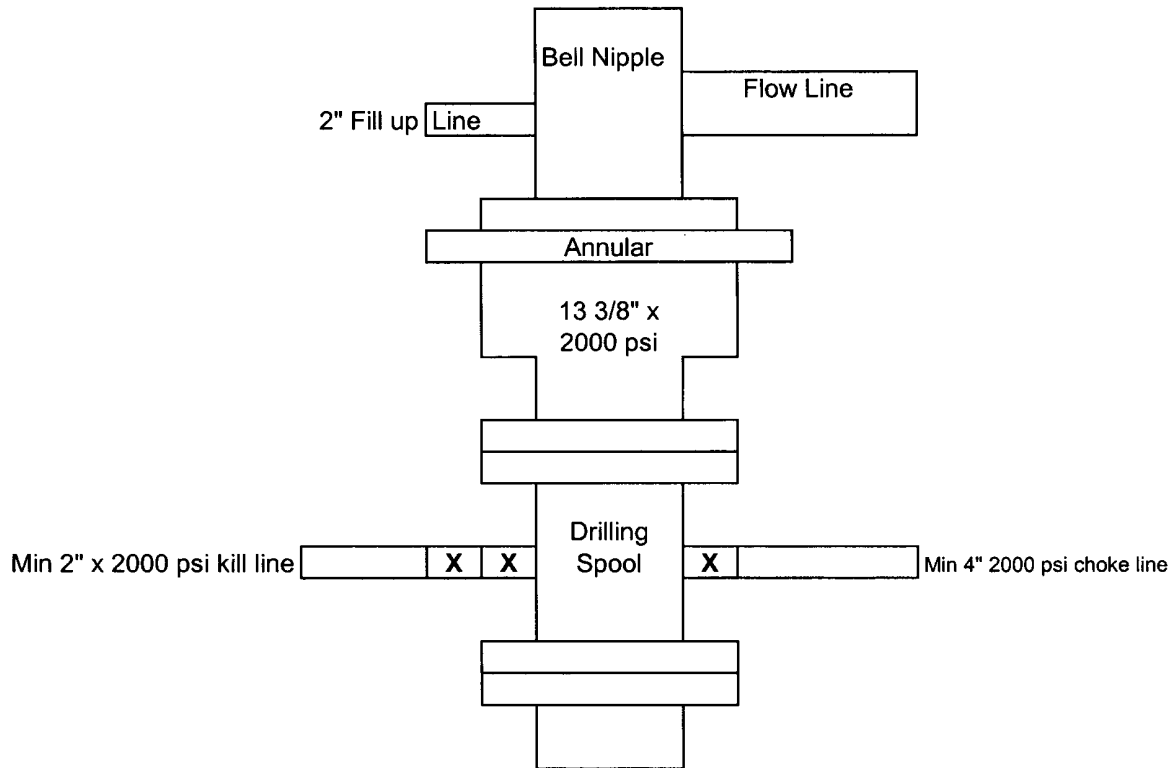 Bell Nipple
Flow Line
2" Fill up Line
Annular
13 3/8" x
2000 psi
Drilling
Spool
Min 2" x 2000 psi kill line
X X
X
Min 4" 2000 psi choke line